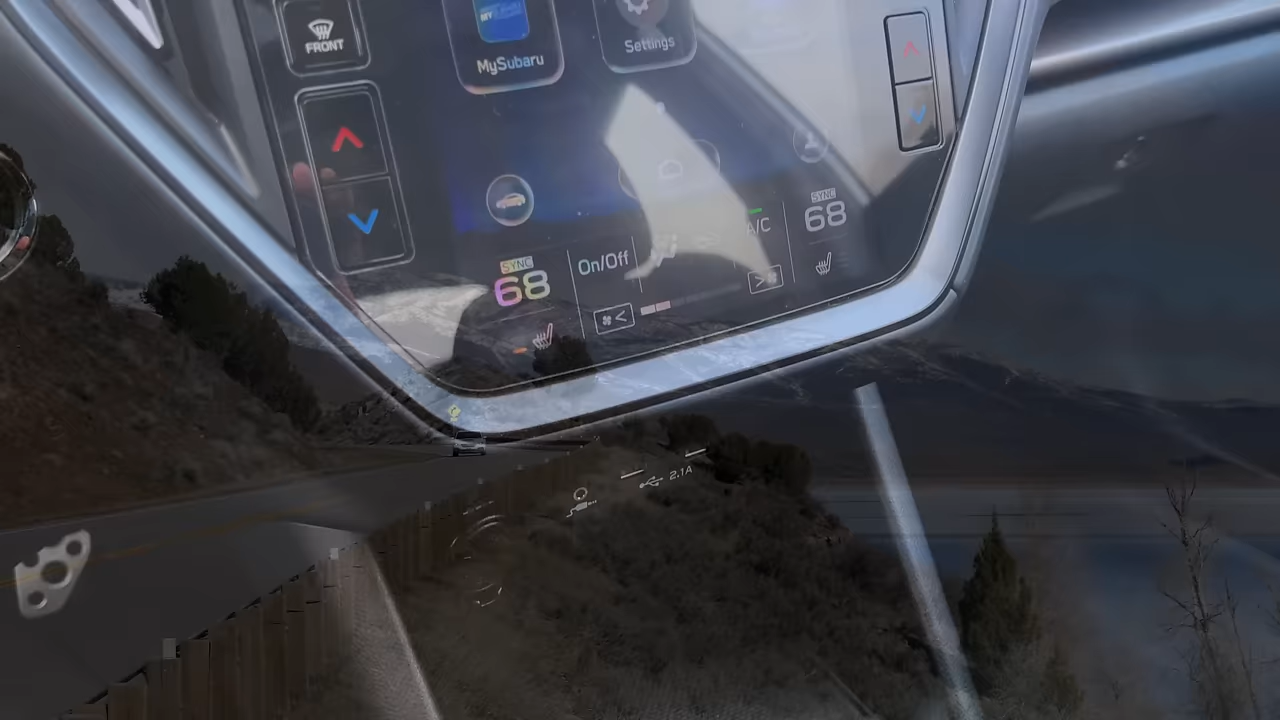 FRONT
MySubaru
Settings
SYNC
68
On/Off
A/C
SYNC
68
2.1A